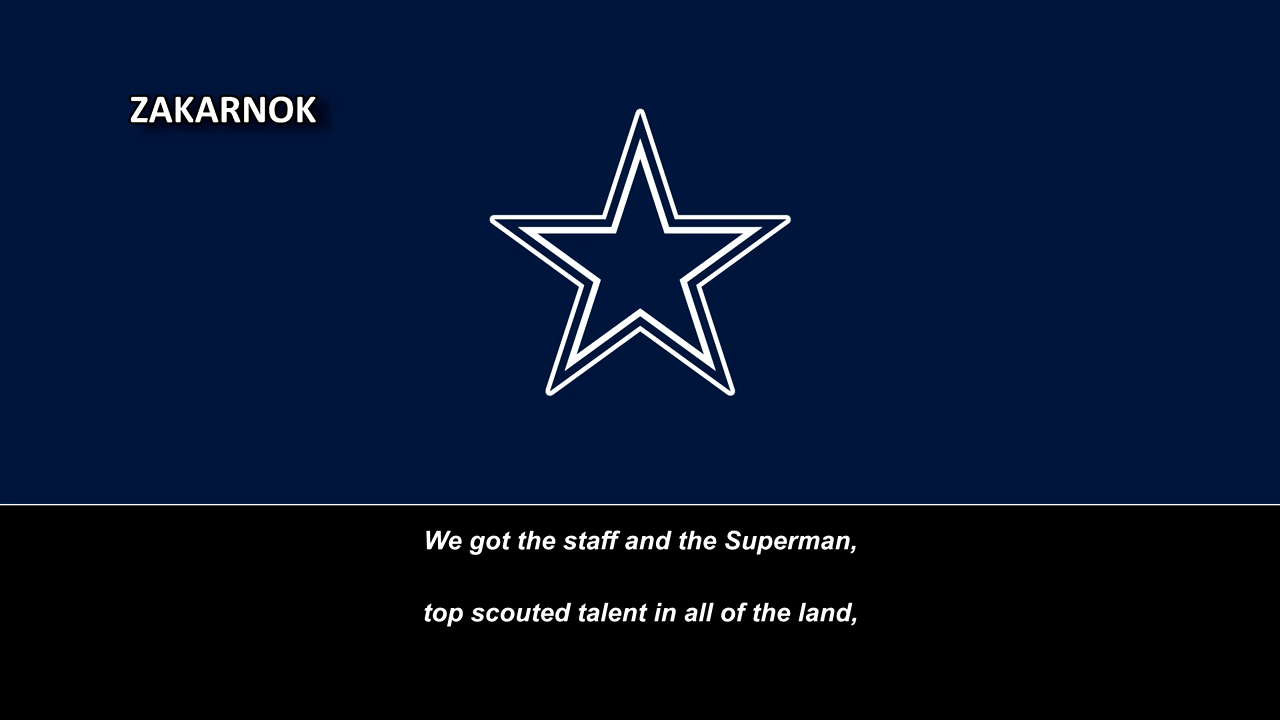 ZAKARNOK
We got the staff and the Superman,
top scouted talent in all of the land,